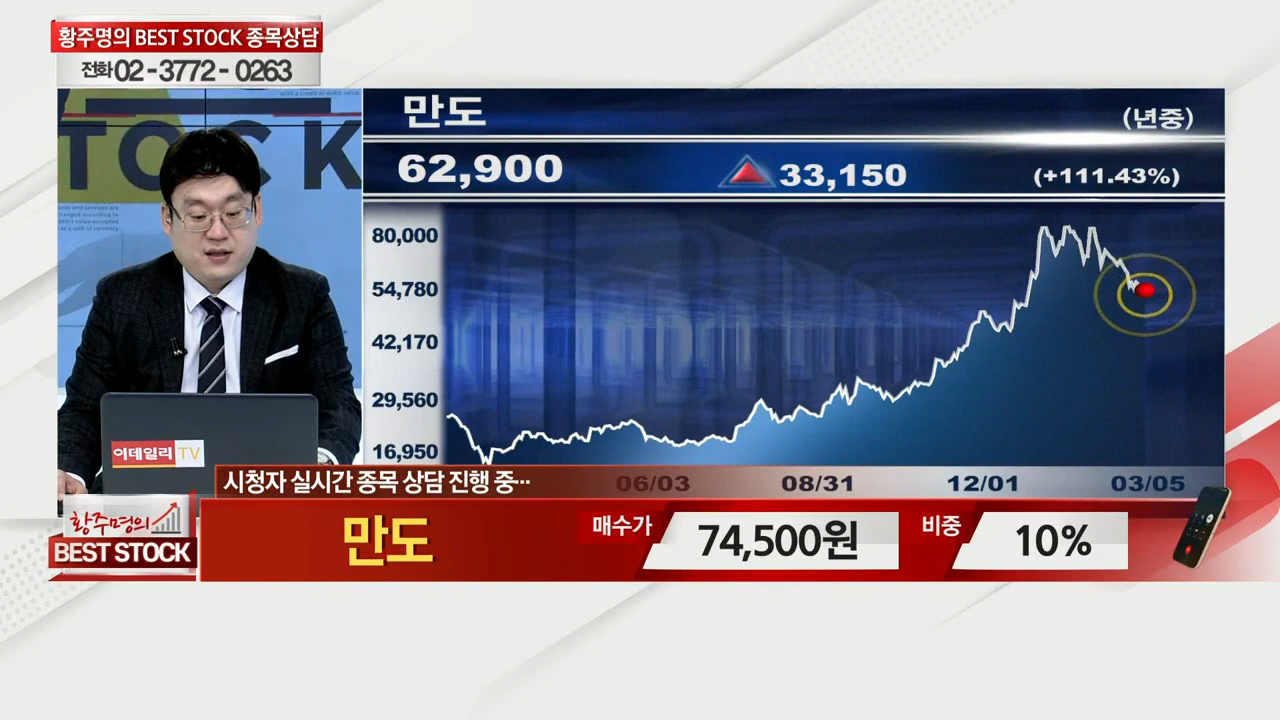 황주명의 BEST STOCK 종목상담
전화 02-3772-0263
STOCK
만도
(년중)
62,900
33,150
(+111.43%)
80,000
54,780
42,170
29,560
16,950
06/03
08/31
12/01
03/05
이데일리 TV
시청자 실시간 종목 상담 진행 중...
황주명의
BEST STOCK
만도
매수가
74,500원
비중
10%